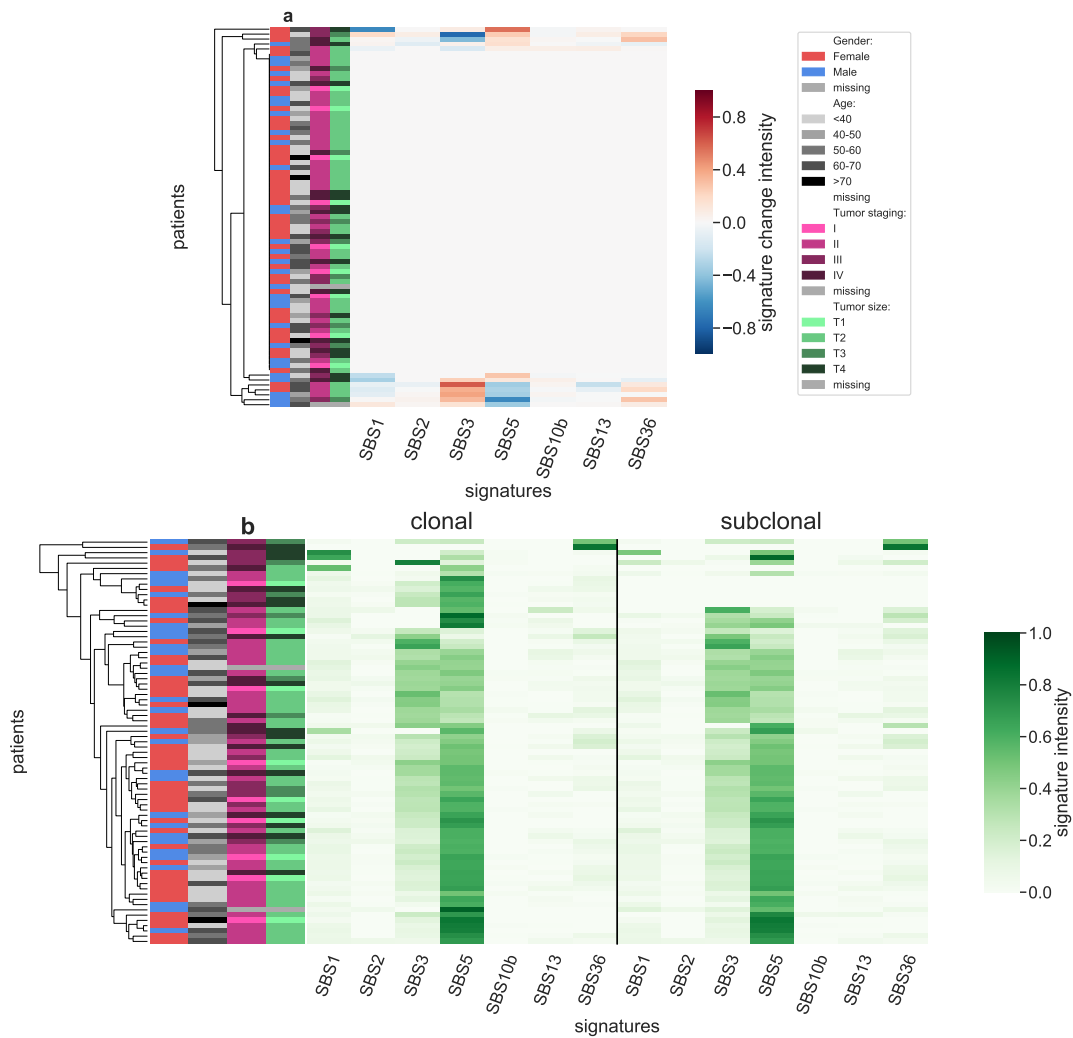 a
patients
SBS1
SBS2
SBS3
SBS5
SBS10b
SBS13
SBS36
signatures
0.8
0.4
0.0
−0.4
−0.8
signature change intensity
Gender:
Female
Male
missing
Age:
<40
40-50
50-60
60-70
>70
missing
Tumor staging:
I
II
III
IV
missing
Tumor size:
T1
T2
T3
T4
missing
b
clonal
subclonal
patients
SBS1
SBS2
SBS3
SBS5
SBS10b
SBS13
SBS36
SBS1
SBS2
SBS3
SBS5
SBS10b
SBS13
SBS36
signatures
1.0
0.8
0.6
0.4
0.2
0.0
signature intensity